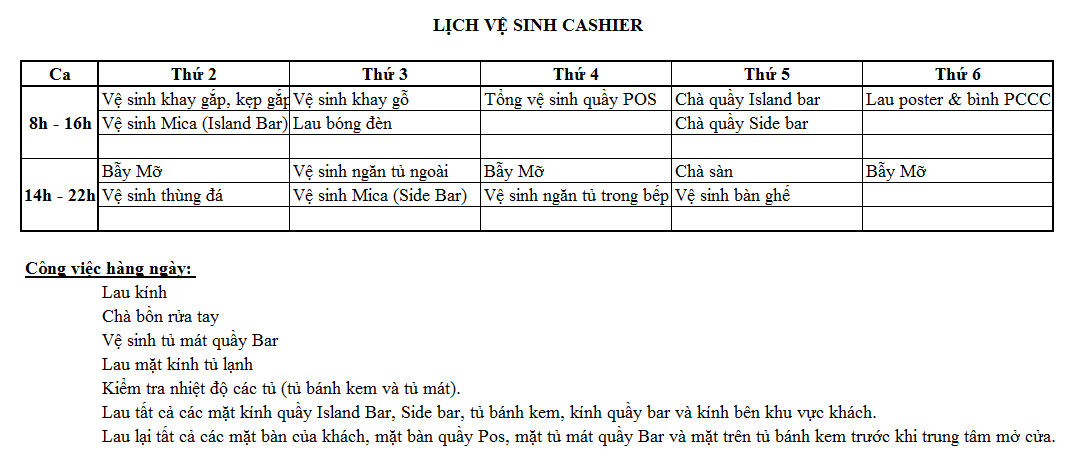 LỊCH VỆ SINH CASHIER
Ca Thứ 2 Thứ 3 Thứ 4 Thứ 5 Thứ 6
Vệ sinh khay gắp, kẹp gắp Vệ sinh khay gỗ Tổng vệ sinh quầy POS Chà quầy Island bar Lau poster & bình PCCC
8h - 16h Vệ sinh Mica (Island Bar) Lau bóng đèn Chà quầy Side bar
Bẫy Mỡ Vệ sinh ngăn tủ ngoài Bẫy Mỡ Chà sàn Bẫy Mỡ
14h - 22h Vệ sinh thùng đá Vệ sinh Mica (Side Bar) Vệ sinh ngăn tủ trong bếp Vệ sinh bàn ghế
Công việc hàng ngày:
Lau kính
Chà bồn rửa tay
Vệ sinh tủ mát quầy Bar
Lau mặt kính tủ lạnh
Kiểm tra nhiệt độ các tủ (tủ bánh kem và tủ mát).
Lau tất cả các mặt kính quầy Island Bar, Side bar, tủ bánh kem, kính quầy bar và kính bên khu vực khách.
Lau lại tất cả các mặt bàn của khách, mặt bàn quầy Pos, mặt tủ mát quầy Bar và mặt trên tủ bánh kem trước khi trung tâm mở cửa.